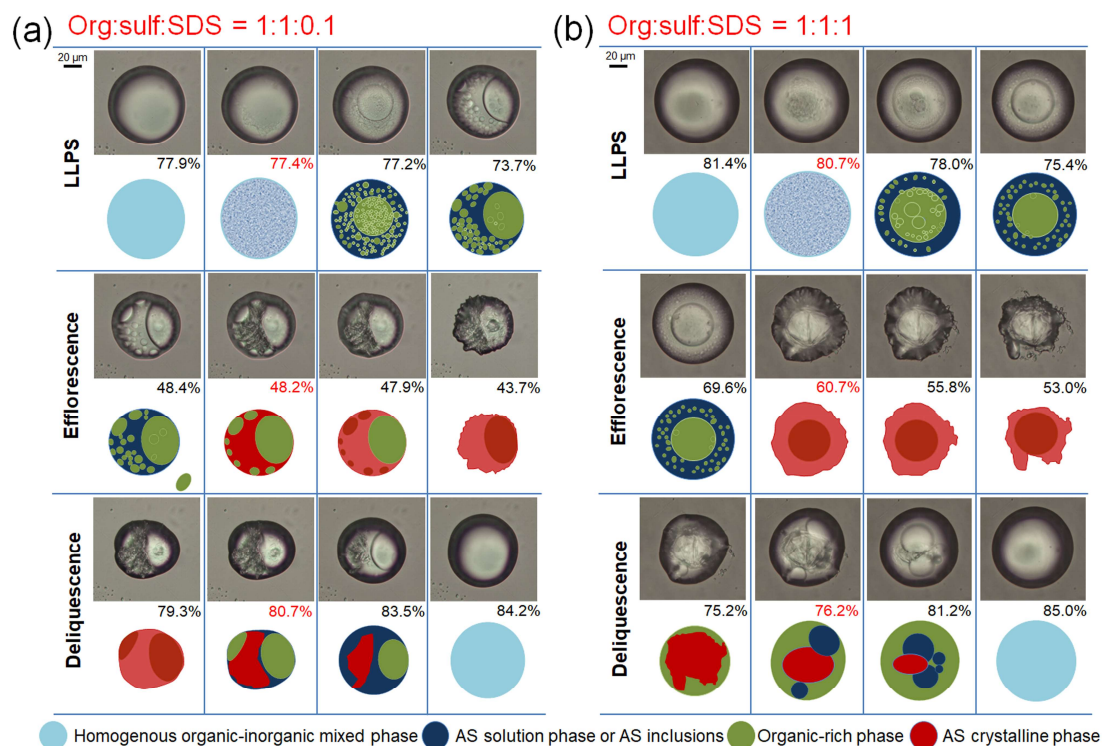 (a) Org:sulf:SDS = 1:1:0.1
20 µm
LLPS
77.9% 77.4% 77.2% 73.7%
Efflorescence
48.4% 48.2% 47.9% 43.7%
Deliquescence
79.3% 80.7% 83.5% 84.2%
(b) Org:sulf:SDS = 1:1:1
20 µm
LLPS
81.4% 80.7% 78.0% 75.4%
Efflorescence
69.6% 60.7% 55.8% 53.0%
Deliquescence
75.2% 76.2% 81.2% 85.0%
Homogenous organic-inorganic mixed phase AS solution phase or AS inclusions Organic-rich phase AS crystalline phase